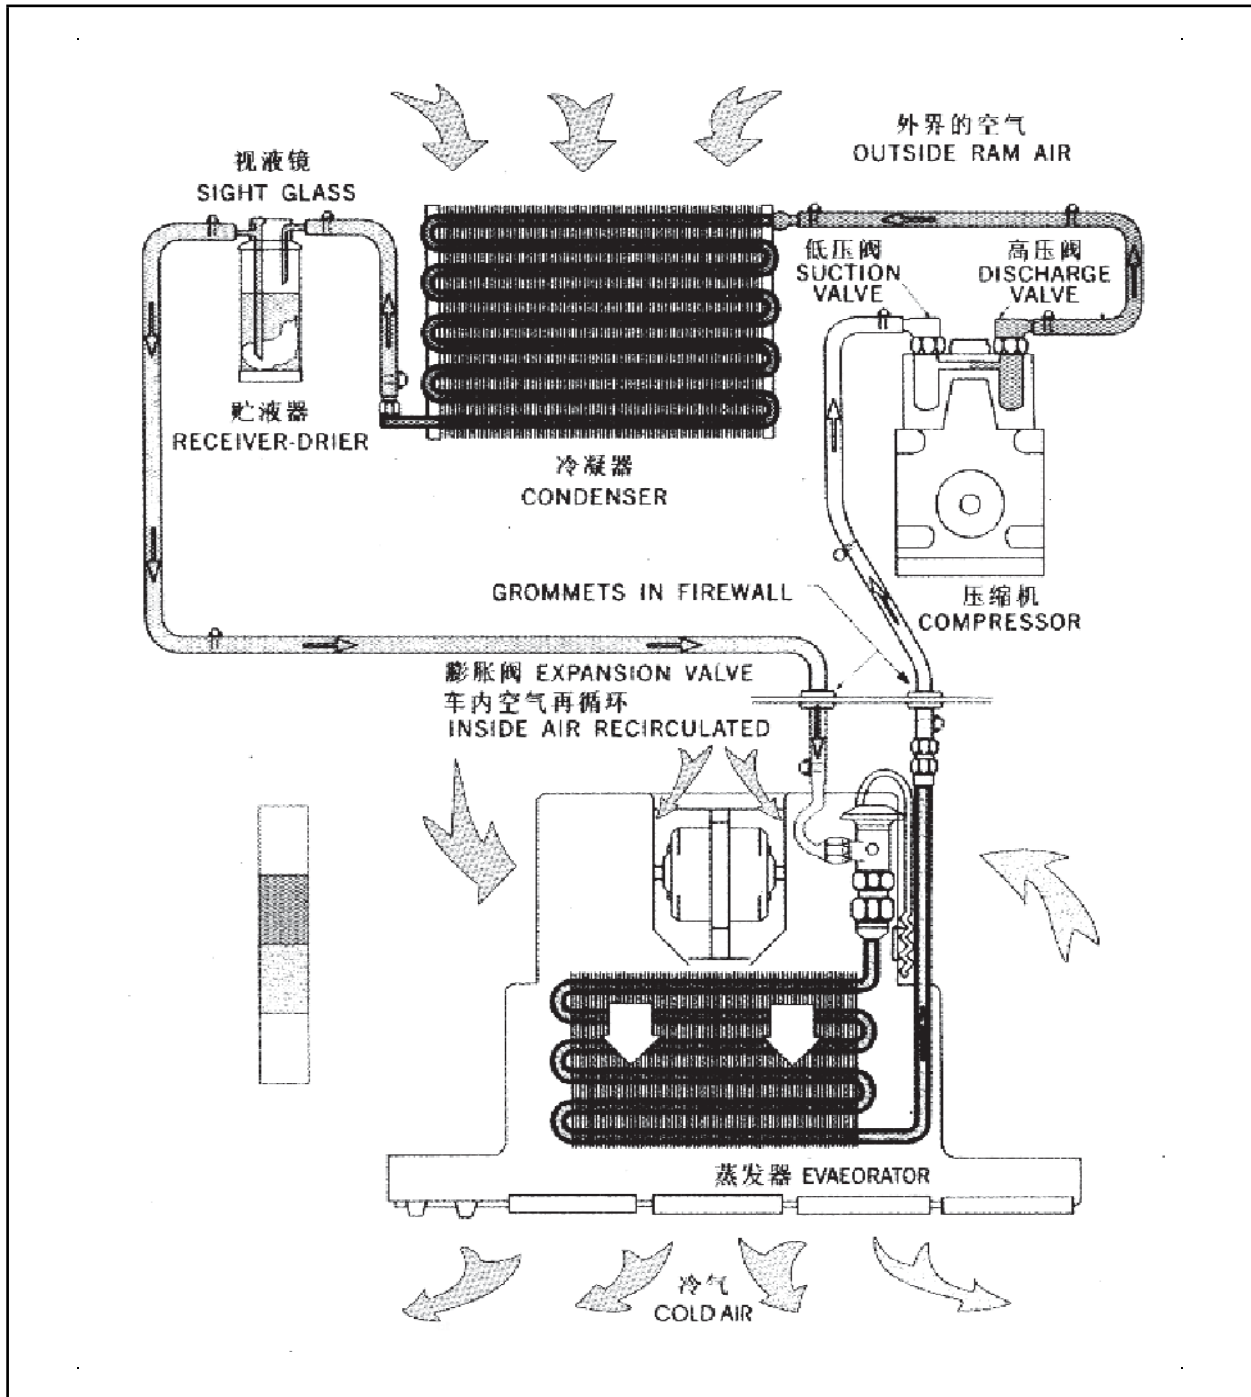 外界的空气
OUTSIDE RAM AIR
视液镜
SIGHT GLASS
低压阀
SUCTION
VALVE
高压阀
DISCHARGE
VALVE
贮液器
RECEIVER-DRIER
冷凝器
CONDENSER
GROMMETS IN FIREWALL
压缩机
COMPRESSOR
膨胀阀 EXPANSION VALVE
车内空气再循环
INSIDE AIR RECIRCULATED
蒸发器 EVAEORATOR
冷气
COLD AIR